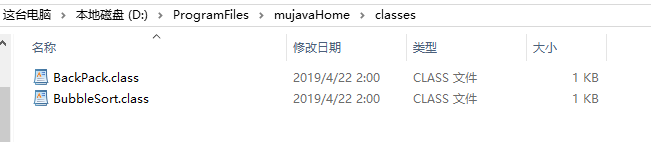 这台电脑 > 本地磁盘 (D:) > ProgramFiles > mujavaHome > classes
名称 修改日期 类型 大小
BackPack.class 2019/4/22 2:00 CLASS 文件 1 KB
BubbleSort.class 2019/4/22 2:00 CLASS 文件 1 KB